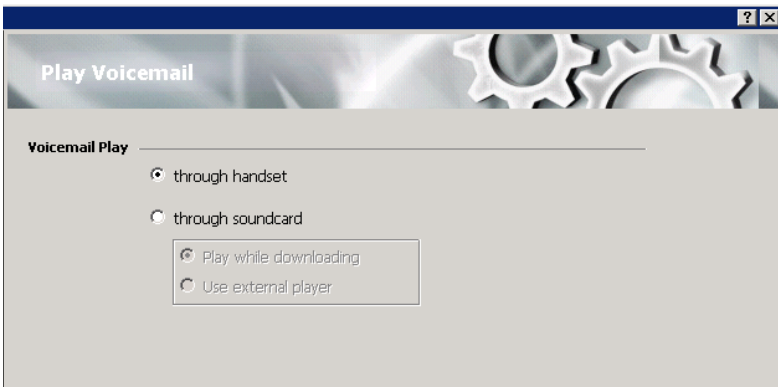 Play Voicemail
Voicemail Play
through handset
through soundcard
Play while downloading
Use external player